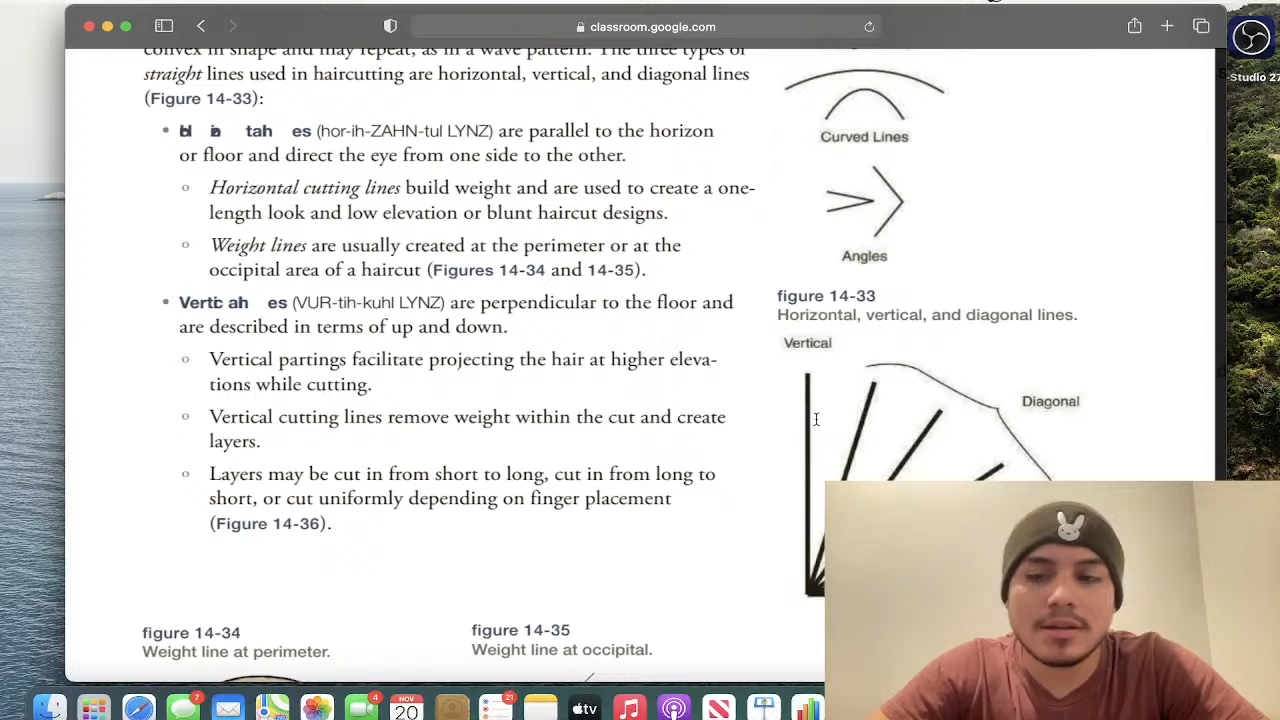 classroom.google.com
Studio 27
convex in shape and may repeat, as in a wave pattern. The three types of
straight lines used in haircutting are horizontal, vertical, and diagonal lines
(Figure 14-33):
(hor-ih-ZAHN-tul LYNZ) are parallel to the horizon
or floor and direct the eye from one side to the other.
Horizontal cutting lines build weight and are used to create a one-
length look and low elevation or blunt haircut designs.
Weight lines are usually created at the perimeter or at the
occipital area of a haircut (Figures 14-34 and 14-35).
(VUR-tih-kuhl LYNZ) are perpendicular to the floor and
are described in terms of up and down.
Vertical partings facilitate projecting the hair at higher eleva-
tions while cutting.
Vertical cutting lines remove weight within the cut and create
layers.
Layers may be cut in from short to long, cut in from long to
short, or cut uniformly depending on finger placement
(Figure 14-36).
figure 14-34
Weight line at perimeter.
figure 14-35
Weight line at occipital.
Curved Lines
Angles
figure 14-33
Horizontal, vertical, and diagonal lines.
Vertical
Diagonal
7
4
NOV
20
21
tv